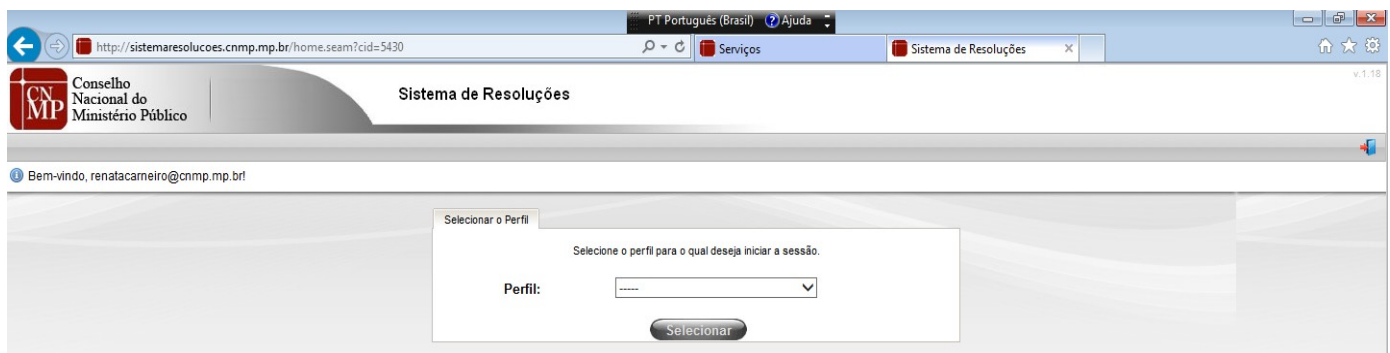 PT Português (Brasil) Ajuda
http://sistemaresolucoes.cnmp.mp.br/home.seam?cid=5430
Serviços
Sistema de Resoluções
CN
MP
Conselho
Nacional do
Ministério Público
Sistema de Resoluções
v.1.18
Bem-vindo, renatacarneiro@cnmp.mp.br!
Selecionar o Perfil
Selecione o perfil para o qual deseja iniciar a sessão.
Perfil:
-----
Selecionar